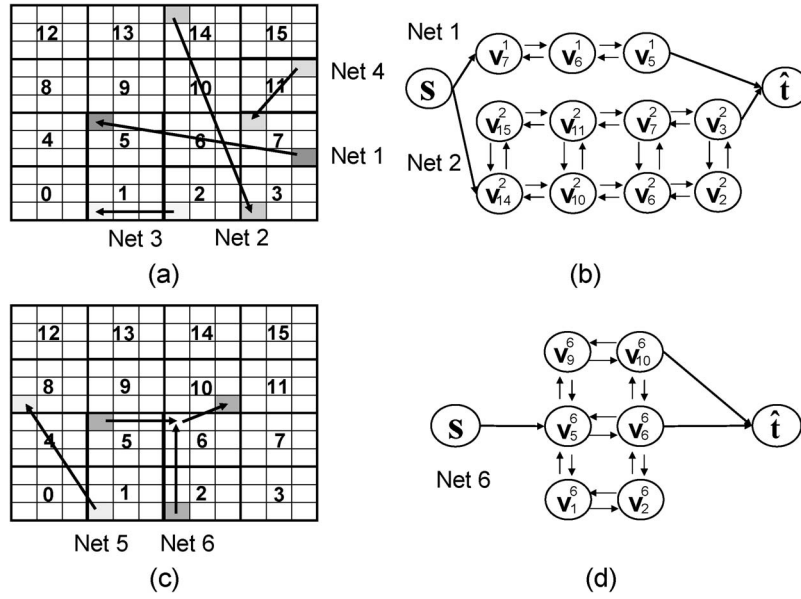 12 13 14 15
8 9 10 11
4 5 6 7
0 1 2 3
Net 4
Net 1
Net 3 Net 2
(a)
Net 1
s
v₇¹ v₆¹ v₅¹
t̂
v₁₅² v₁₁² v₇² v₃²
Net 2
v₁₄² v₁₀² v₆² v₂²
(b)
12 13 14 15
8 9 10 11
4 5 6 7
0 1 2 3
Net 5 Net 6
(c)
v₉⁶ v₁₀⁶
s v₅⁶ v₆⁶ t̂
Net 6
v₁⁶ v₂⁶
(d)